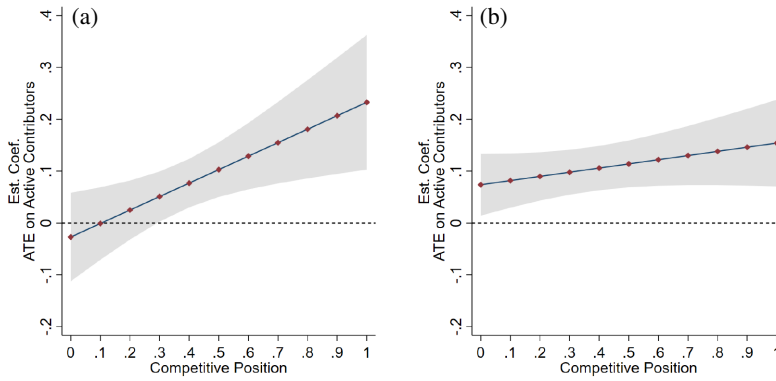 (a)
.4
.3
.2
.1
0
-.1
-.2
Est. Coef.
ATE on Active Contributors
0 .1 .2 .3 .4 .5 .6 .7 .8 .9 1
Competitive Position
(b)
.4
.3
.2
.1
0
-.1
-.2
Est. Coef.
ATE on Active Contributors
0 .1 .2 .3 .4 .5 .6 .7 .8 .9 1
Competitive Position